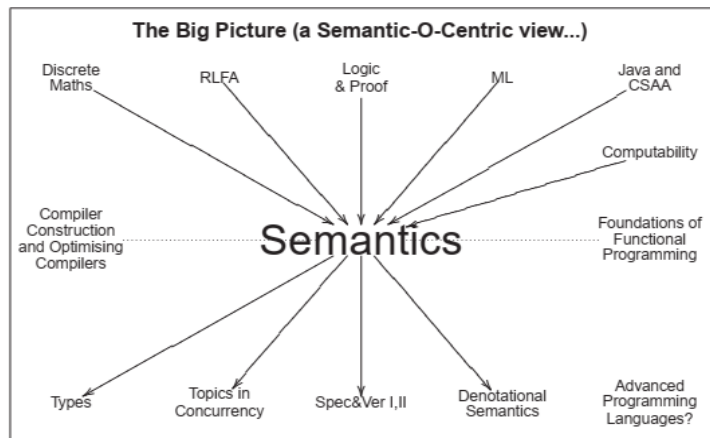 The Big Picture (a Semantic-O-Centric view...)
Discrete
Maths
RLFA
Logic
& Proof
ML
Java and
CSAA
Computability
Compiler
Construction
and Optimising
Compilers
Semantics
Foundations of
Functional
Programming
Types
Topics in
Concurrency
Spec&Ver I,II
Denotational
Semantics
Advanced
Programming
Languages?